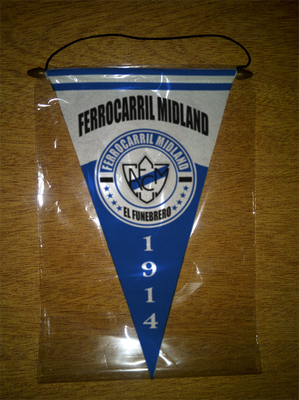 FERROCARRIL MIDLAND
FERROCARRIL MIDLAND
EL FUNEBRERO
1914